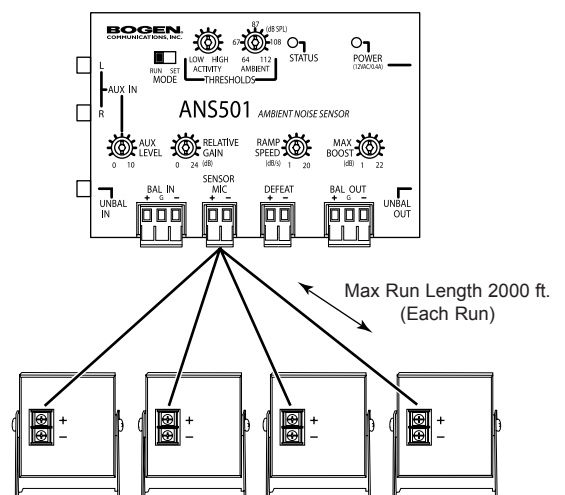 BOGEN
COMMUNICATIONS, INC.
87
(dB SPL)
67 108
LOW HIGH 64 112
ACTIVITY AMBIENT
THRESHOLDS
RUN SET
MODE
STATUS
POWER
(12VAC/0.4A)
L
AUX IN
R
ANS501 AMBIENT NOISE SENSOR
AUX
LEVEL
0 10
RELATIVE
GAIN
0 24 (dB)
RAMP
SPEED
(dB/s) 1 20
MAX
BOOST
(dB) 1 22
UNBAL
IN
BAL IN
+ G −
SENSOR
MIC
+ −
DEFEAT
+ −
BAL OUT
+ G −
UNBAL
OUT
Max Run Length 2000 ft.
(Each Run)
+ + + +
− − − −